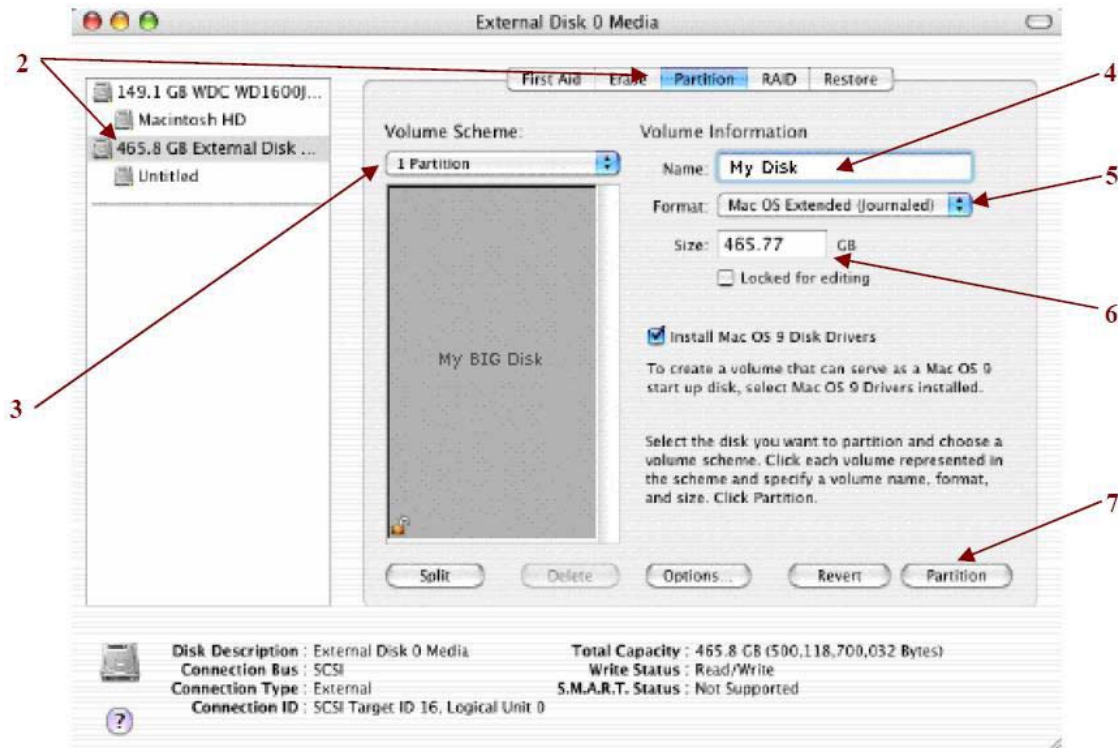 External Disk 0 Media
2
4
First Aid Erase Partition RAID Restore
149.1 GB WDC WD1600J...
Macintosh HD
465.8 GB External Disk ...
Untitled
Volume Scheme:
1 Partition
My BIG Disk
3
Volume Information
Name: My Disk
Format: Mac OS Extended (Journaled)
5
Size: 465.77 GB
Locked for editing
6
Install Mac OS 9 Disk Drivers
To create a volume that can serve as a Mac OS 9
start up disk, select Mac OS 9 Drivers installed.
Select the disk you want to partition and choose a
volume scheme. Click each volume represented in
the scheme and specify a volume name, format,
and size. Click Partition.
7
Split Delete Options... Revert Partition
Disk Description : External Disk 0 Media
Connection Bus : SCSI
Connection Type : External
Connection ID : SCSI Target ID 16, Logical Unit 0
Total Capacity : 465.8 GB (500,118,700,032 Bytes)
Write Status : Read/Write
S.M.A.R.T. Status : Not Supported
?